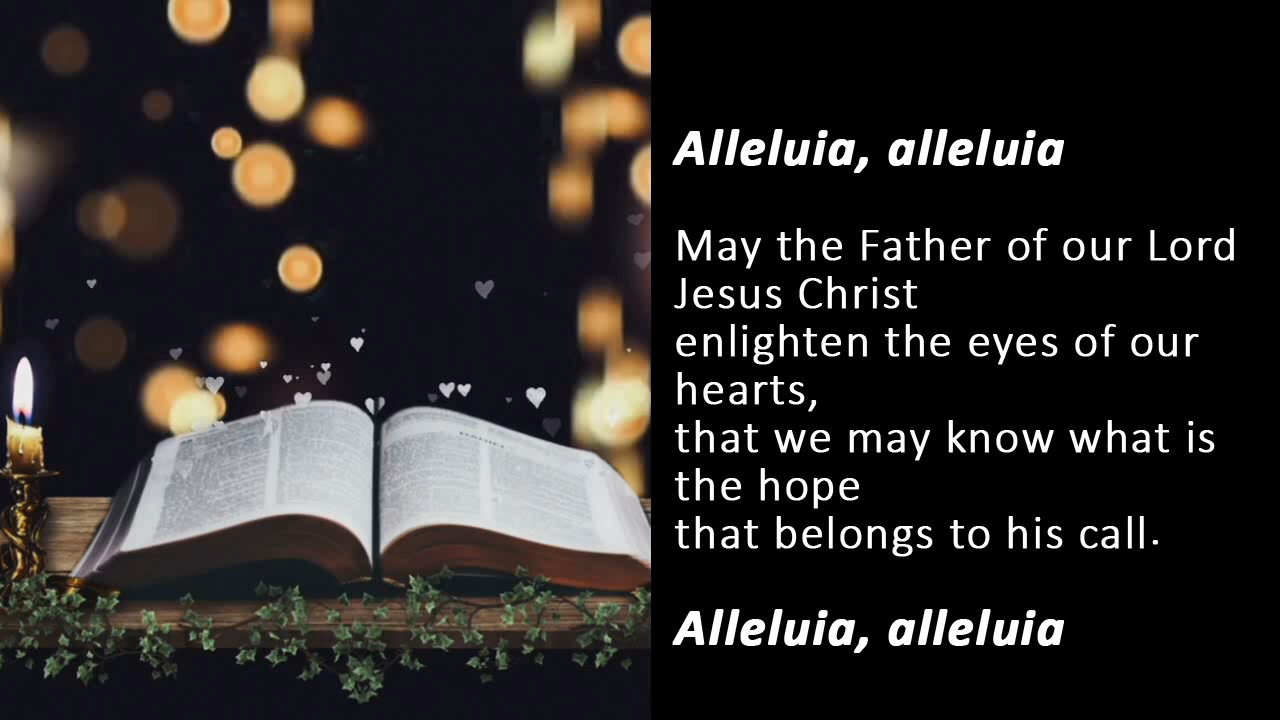 Alleluia, alleluia
May the Father of our Lord
Jesus Christ
enlighten the eyes of our
hearts,
that we may know what is
the hope
that belongs to his call.
Alleluia, alleluia